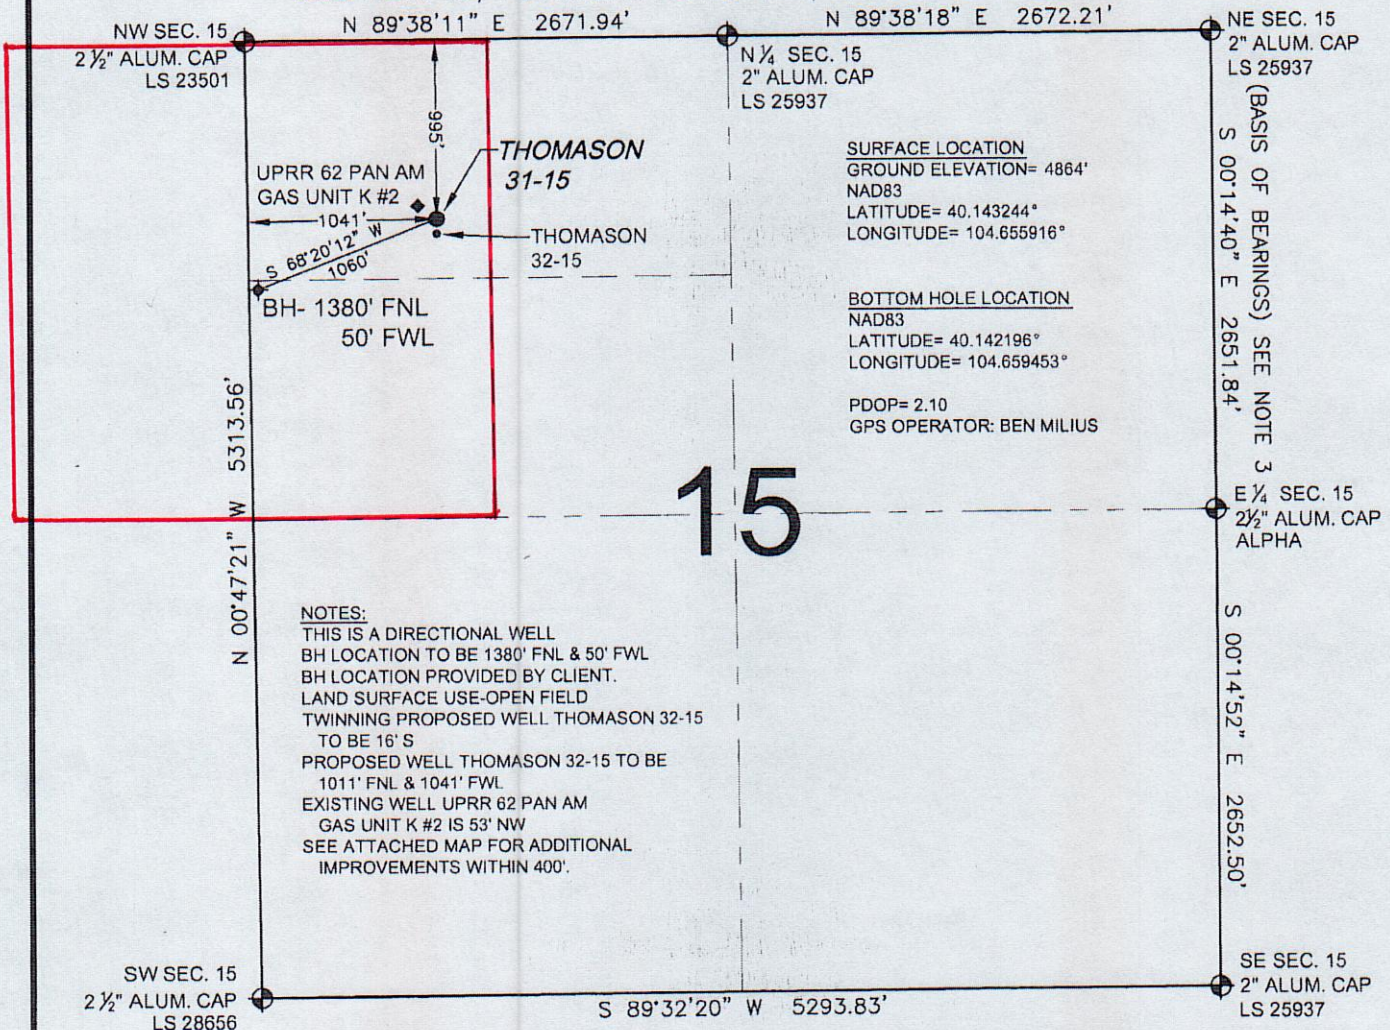 N 89°38'11" E 2671.94'
N 89°38'18" E 2672.21'
NW SEC. 15
2 ½" ALUM. CAP
LS 23501
N ¼ SEC. 15
2" ALUM. CAP
LS 25937
NE SEC. 15
2" ALUM. CAP
LS 25937
995'
THOMASON
31-15
UPRR 62 PAN AM
GAS UNIT K #2
1041'
S 68°20'12" W
1060'
THOMASON
32-15
BH- 1380' FNL
50' FWL
SURFACE LOCATION
GROUND ELEVATION= 4864'
NAD83
LATITUDE= 40.143244°
LONGITUDE= 104.655916°
BOTTOM HOLE LOCATION
NAD83
LATITUDE= 40.142196°
LONGITUDE= 104.659453°
PDOP= 2.10
GPS OPERATOR: BEN MILIUS
(BASIS OF BEARINGS) SEE NOTE 3
S 00°14'40" E 2651.84'
N 00°47'21" W 5313.56'
15
E ¼ SEC. 15
2½" ALUM. CAP
ALPHA
S 00°14'52" E 2652.50'
NOTES:
THIS IS A DIRECTIONAL WELL
BH LOCATION TO BE 1380' FNL & 50' FWL
BH LOCATION PROVIDED BY CLIENT.
LAND SURFACE USE-OPEN FIELD
TWINNING PROPOSED WELL THOMASON 32-15
TO BE 16' S
PROPOSED WELL THOMASON 32-15 TO BE
1011' FNL & 1041' FWL
EXISTING WELL UPRR 62 PAN AM
GAS UNIT K #2 IS 53' NW
SEE ATTACHED MAP FOR ADDITIONAL
IMPROVEMENTS WITHIN 400'.
SW SEC. 15
2 ½" ALUM. CAP
LS 28656
S 89°32'20" W 5293.83'
SE SEC. 15
2" ALUM. CAP
LS 25937